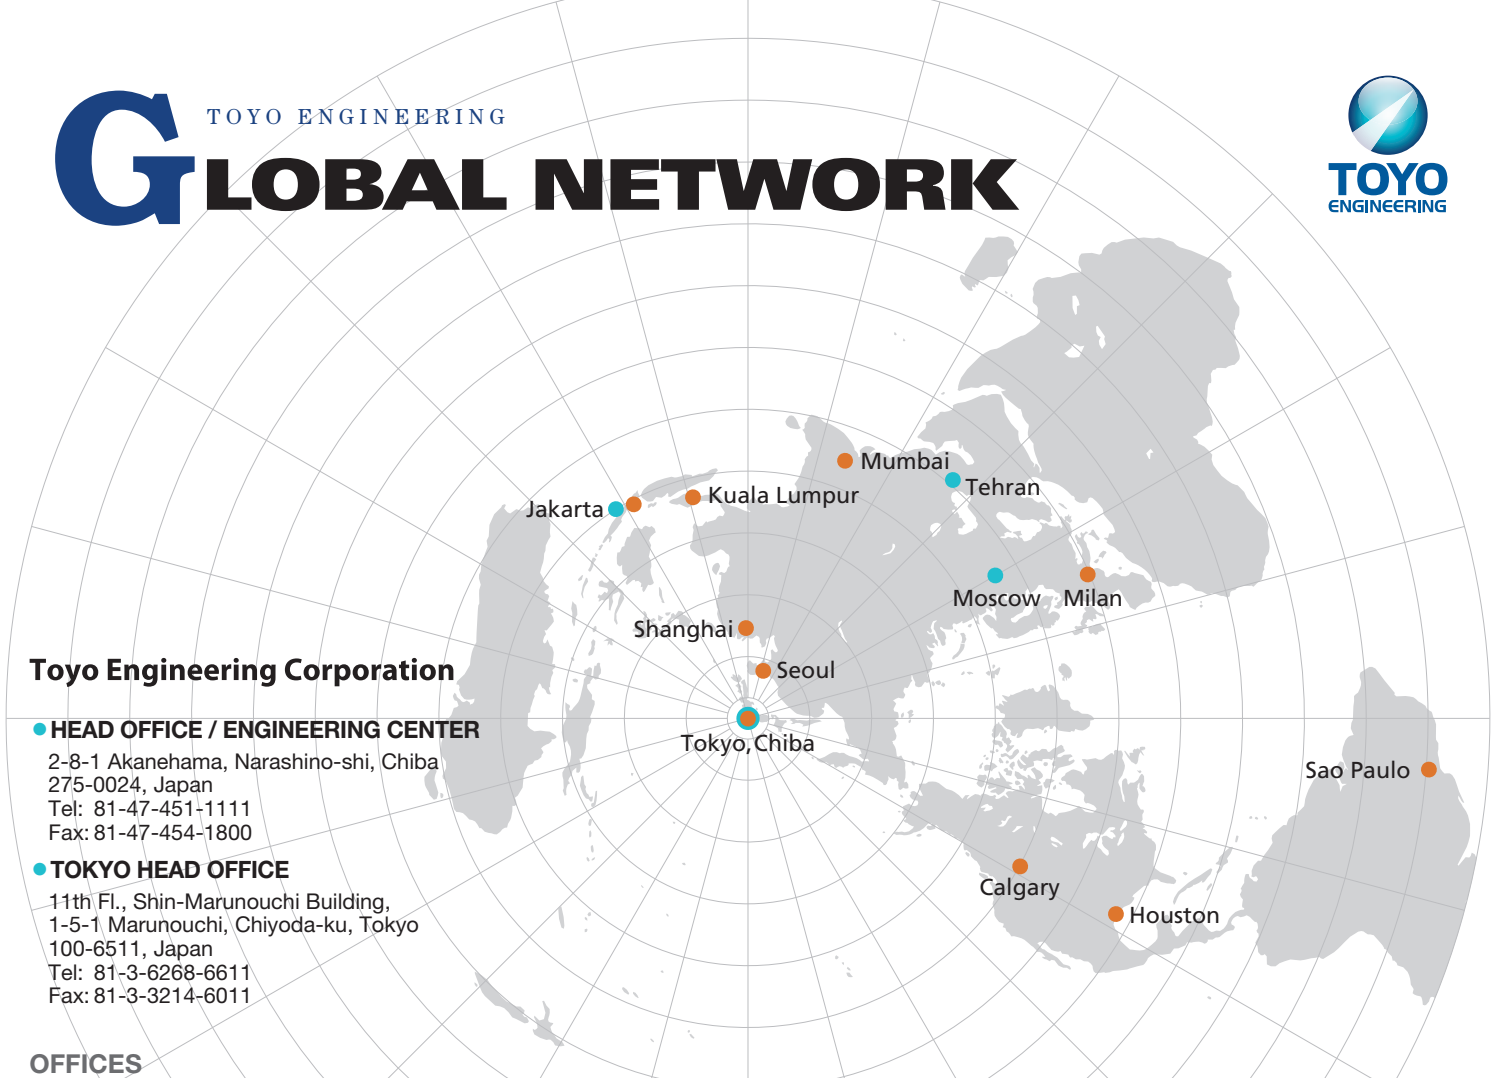 TOYO ENGINEERING
GLOBAL NETWORK
TOYO
ENGINEERING
Mumbai
Tehran
Kuala Lumpur
Jakarta
Moscow
Milan
Shanghai
Seoul
Tokyo, Chiba
Sao Paulo
Calgary
Houston
Toyo Engineering Corporation
HEAD OFFICE / ENGINEERING CENTER
2-8-1 Akanehama, Narashino-shi, Chiba
275-0024, Japan
Tel: 81-47-451-1111
Fax: 81-47-454-1800
TOKYO HEAD OFFICE
11th Fl., Shin-Marunouchi Building,
1-5-1 Marunouchi, Chiyoda-ku, Tokyo
100-6511, Japan
Tel: 81-3-6268-6611
Fax: 81-3-3214-6011
OFFICES